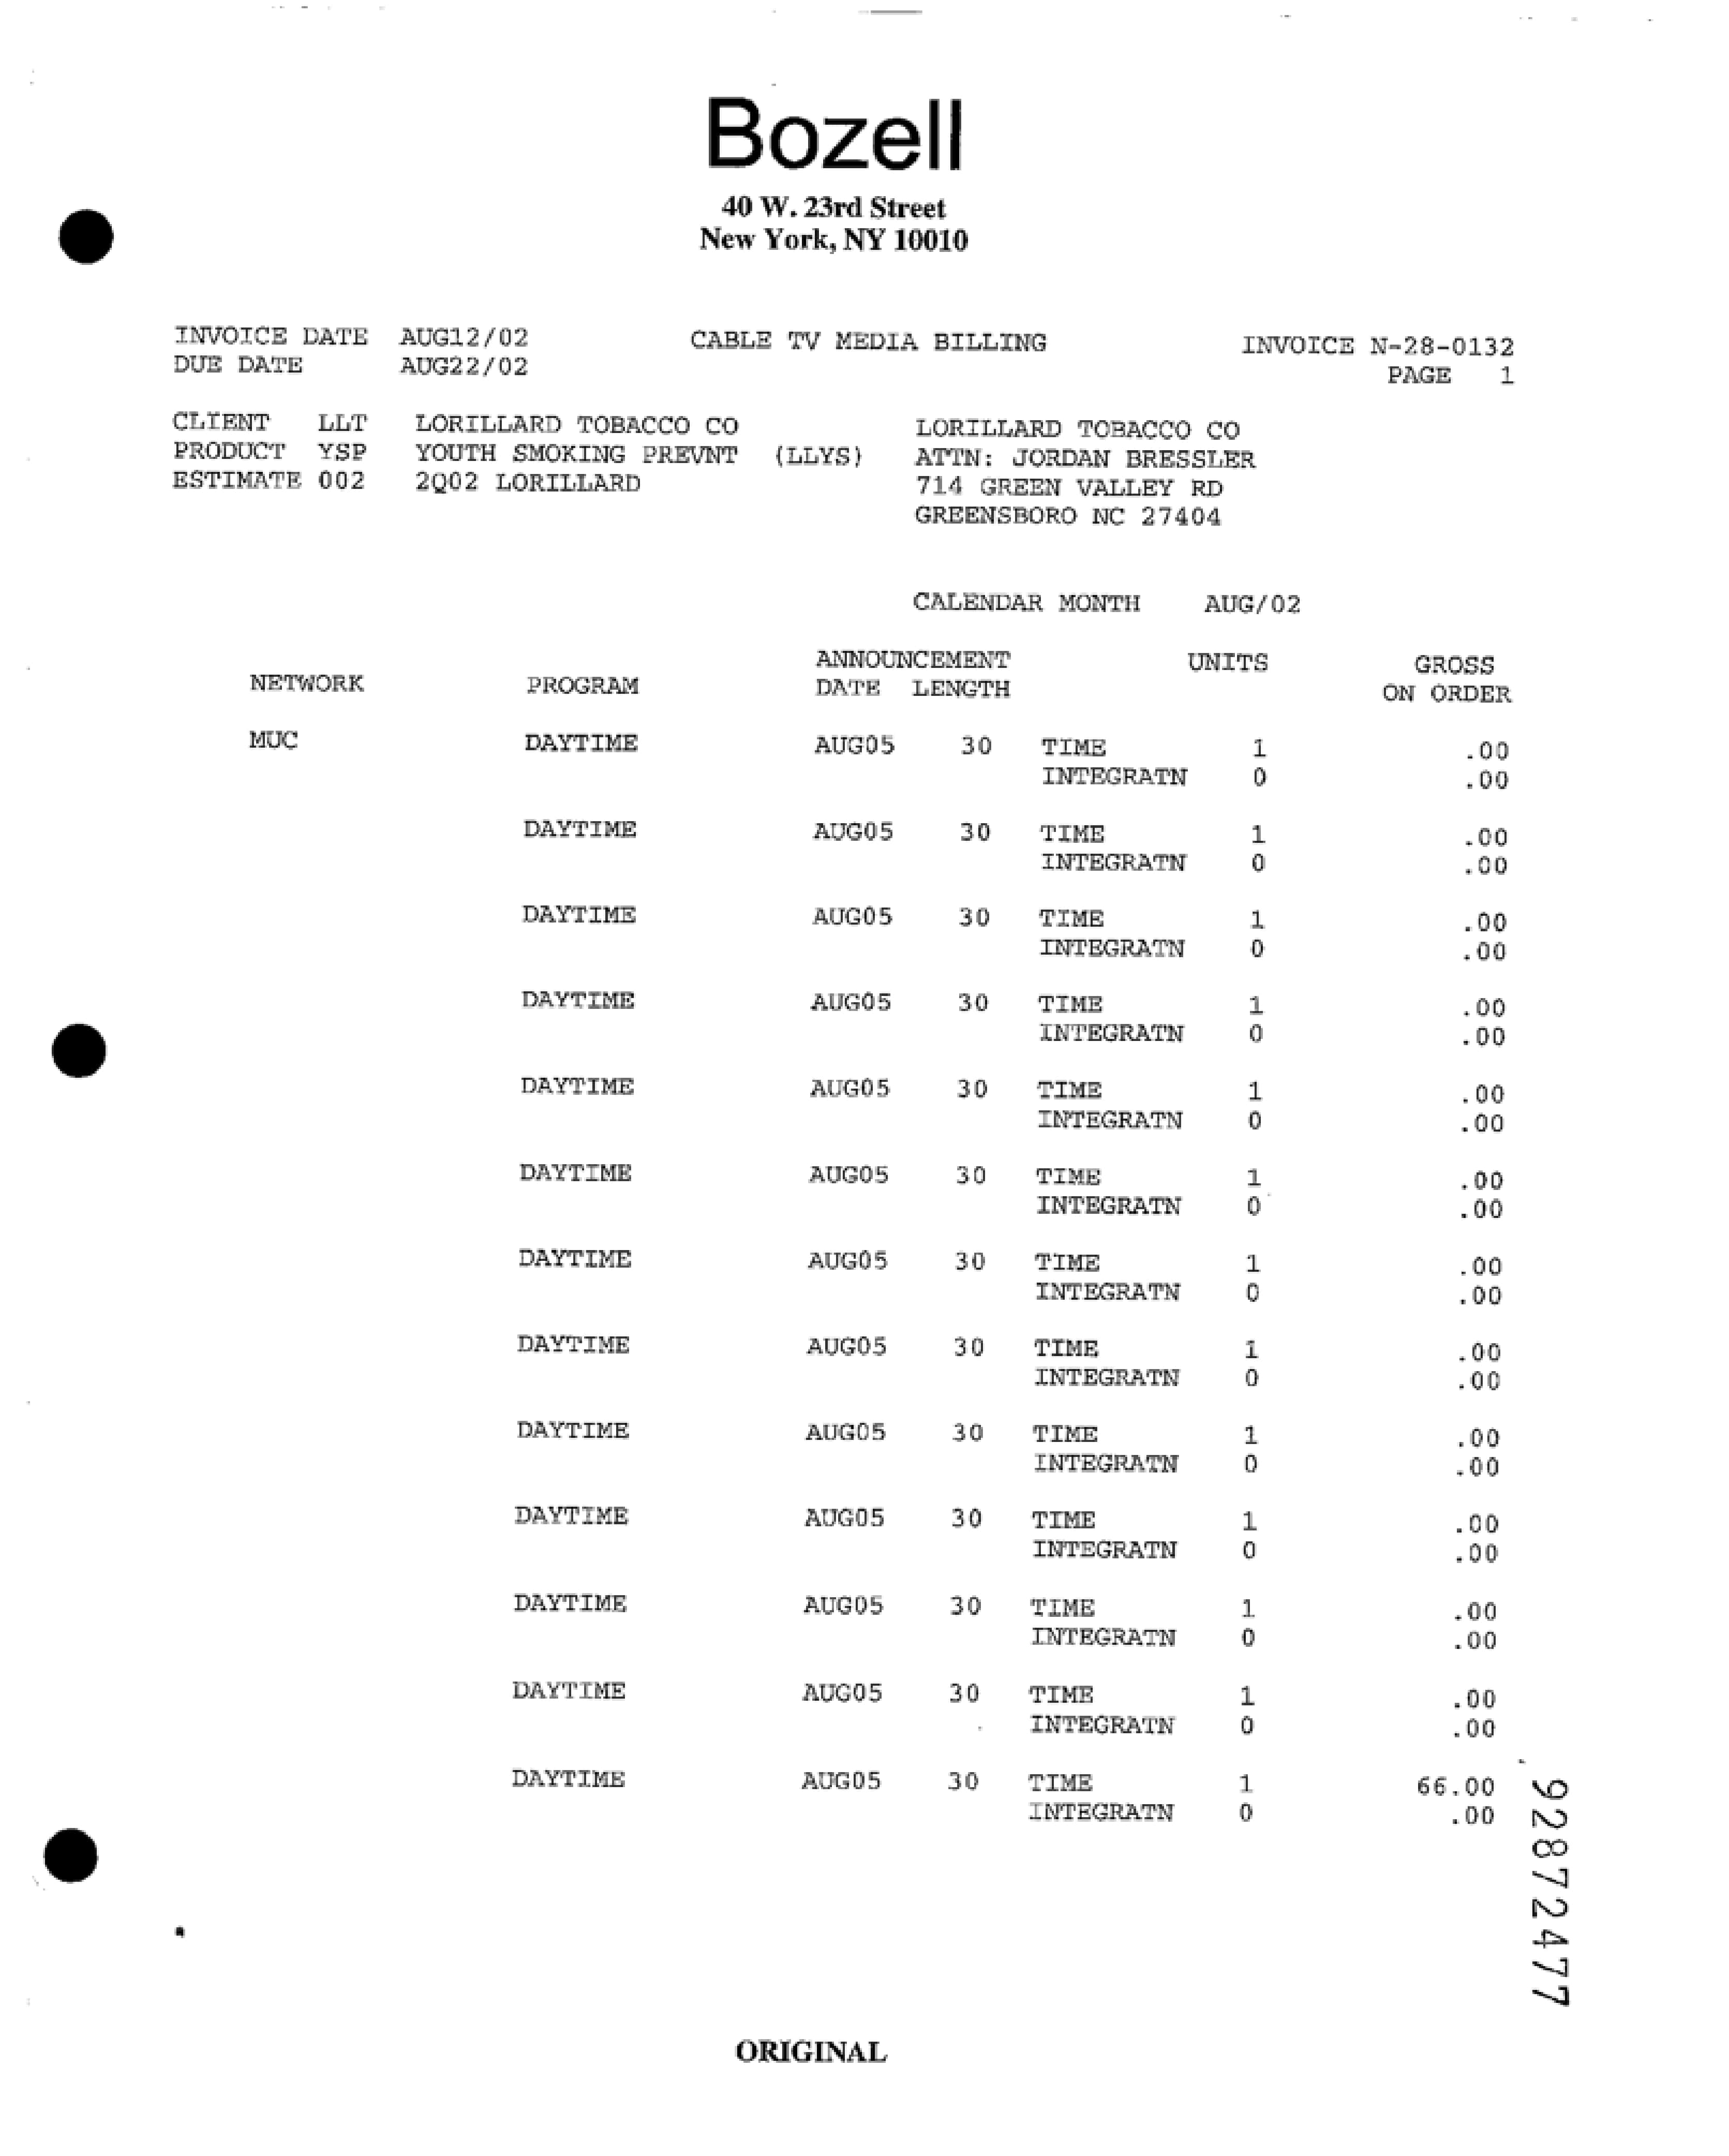 Bozell
40 W. 23rd Street
New York, NY 10010
INVOICE DATE AUG12/02 CABLE TV MEDIA BILLING INVOICE N-28-0132
DUE DATE AUG22/02 PAGE 1
CLIENT LLT LORILLARD TOBACCO CO LORILLARD TOBACCO CO
PRODUCT YSP YOUTH SMOKING PREVNT (LLYS) ATTN: JORDAN BRESSLER
ESTIMATE 002 2Q02 LORILLARD 714 GREEN VALLEY RD
GREENSBORO NC 27404
CALENDAR MONTH AUG/02
ANNOUNCEMENT UNITS GROSS
NETWORK PROGRAM DATE LENGTH ON ORDER
MUC DAYTIME AUG05 30 TIME 1 .00
INTEGRATN 0 .00
DAYTIME AUG05 30 TIME 1 .00
INTEGRATN 0 .00
DAYTIME AUG05 30 TIME 1 .00
INTEGRATN 0 .00
DAYTIME AUG05 30 TIME 1 .00
INTEGRATN 0 .00
DAYTIME AUG05 30 TIME 1 .00
INTEGRATN 0 .00
DAYTIME AUG05 30 TIME 1 .00
INTEGRATN 0 .00
DAYTIME AUG05 30 TIME 1 .00
INTEGRATN 0 .00
DAYTIME AUG05 30 TIME 1 .00
INTEGRATN 0 .00
DAYTIME AUG05 30 TIME 1 .00
INTEGRATN 0 .00
DAYTIME AUG05 30 TIME 1 .00
INTEGRATN 0 .00
DAYTIME AUG05 30 TIME 1 .00
INTEGRATN 0 .00
DAYTIME AUG05 30 TIME 1 .00
INTEGRATN 0 .00
DAYTIME AUG05 30 TIME 1 66.00
INTEGRATN 0 .00
92872477
ORIGINAL